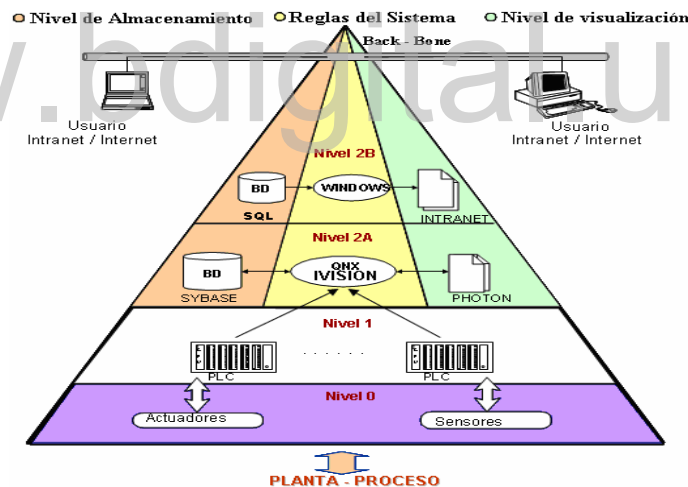 Nivel de Almacenamiento Reglas del Sistema Nivel de visualización
Back - Bone
w.bdigital.u
Usuario
Intranet / Internet
Usuario
Intranet / Internet
Nivel 2B
BD
WINDOWS
SQL
INTRANET
Nivel 2A
BD
QNX
IVISION
SYBASE
PHOTON
Nivel 1
PLC
. . . . . .
PLC
Nivel 0
Actuadores
Sensores
PLANTA - PROCESO